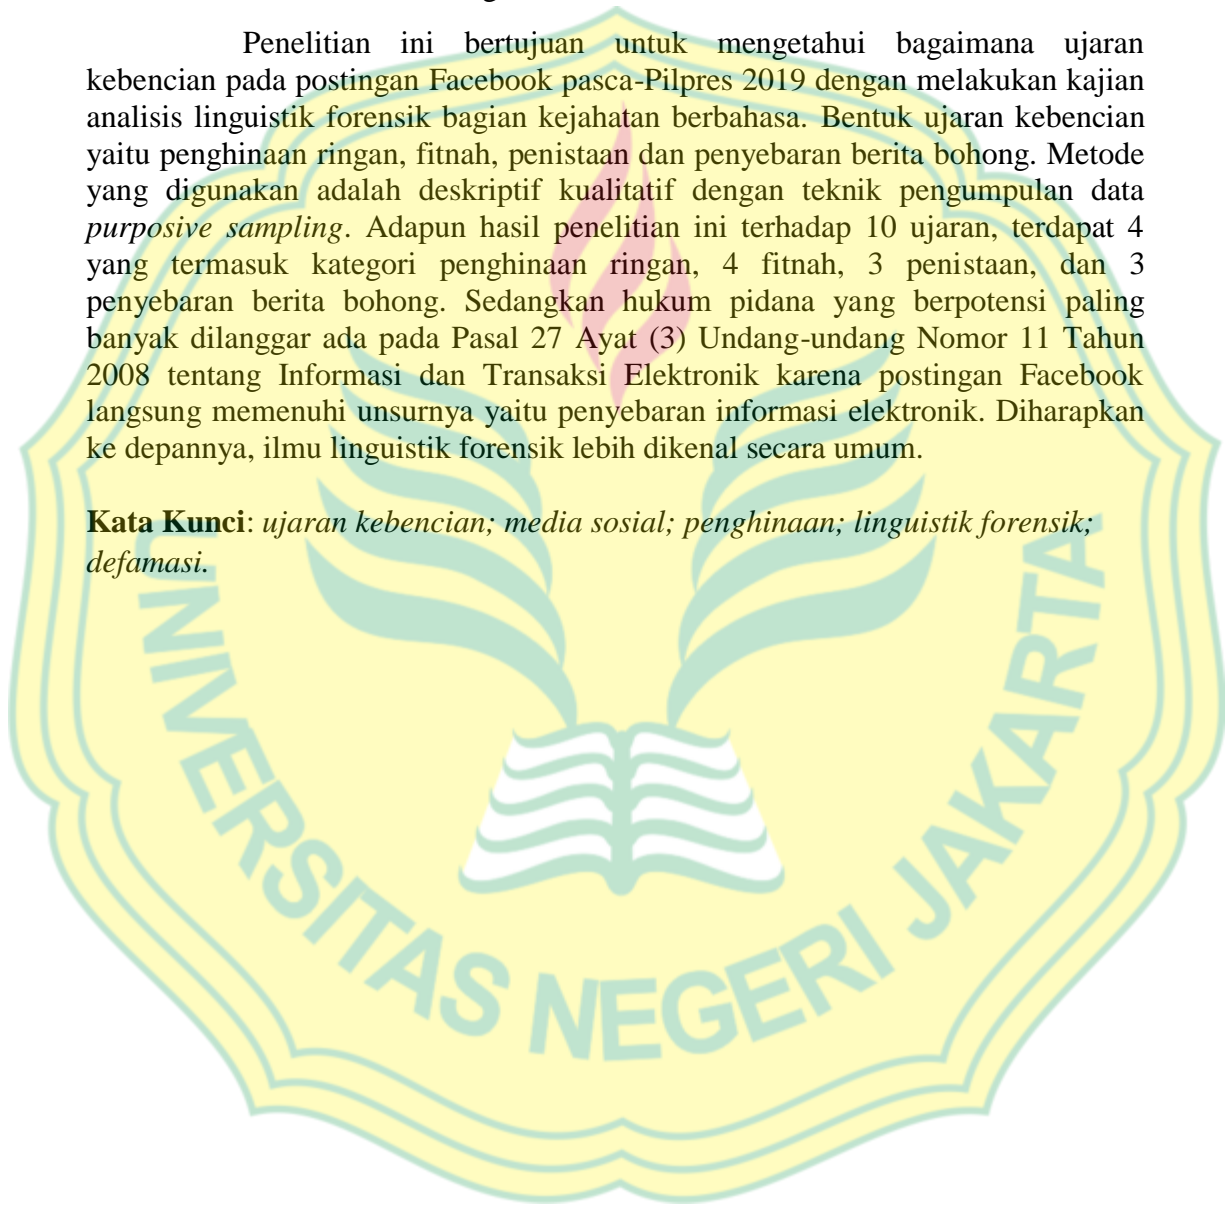 Penelitian ini bertujuan untuk mengetahui bagaimana ujaran
kebencian pada postingan Facebook pasca-Pilpres 2019 dengan melakukan kajian
analisis linguistik forensik bagian kejahatan berbahasa. Bentuk ujaran kebencian
yaitu penghinaan ringan, fitnah, penistaan dan penyebaran berita bohong. Metode
yang digunakan adalah deskriptif kualitatif dengan teknik pengumpulan data
purposive sampling. Adapun hasil penelitian ini terhadap 10 ujaran, terdapat 4
yang termasuk kategori penghinaan ringan, 4 fitnah, 3 penistaan, dan 3
penyebaran berita bohong. Sedangkan hukum pidana yang berpotensi paling
banyak dilanggar ada pada Pasal 27 Ayat (3) Undang-undang Nomor 11 Tahun
2008 tentang Informasi dan Transaksi Elektronik karena postingan Facebook
langsung memenuhi unsurnya yaitu penyebaran informasi elektronik. Diharapkan
ke depannya, ilmu linguistik forensik lebih dikenal secara umum.
Kata Kunci: ujaran kebencian; media sosial; penghinaan; linguistik forensik;
defamasi.
UNIVERSITAS NEGERI JAKARTA